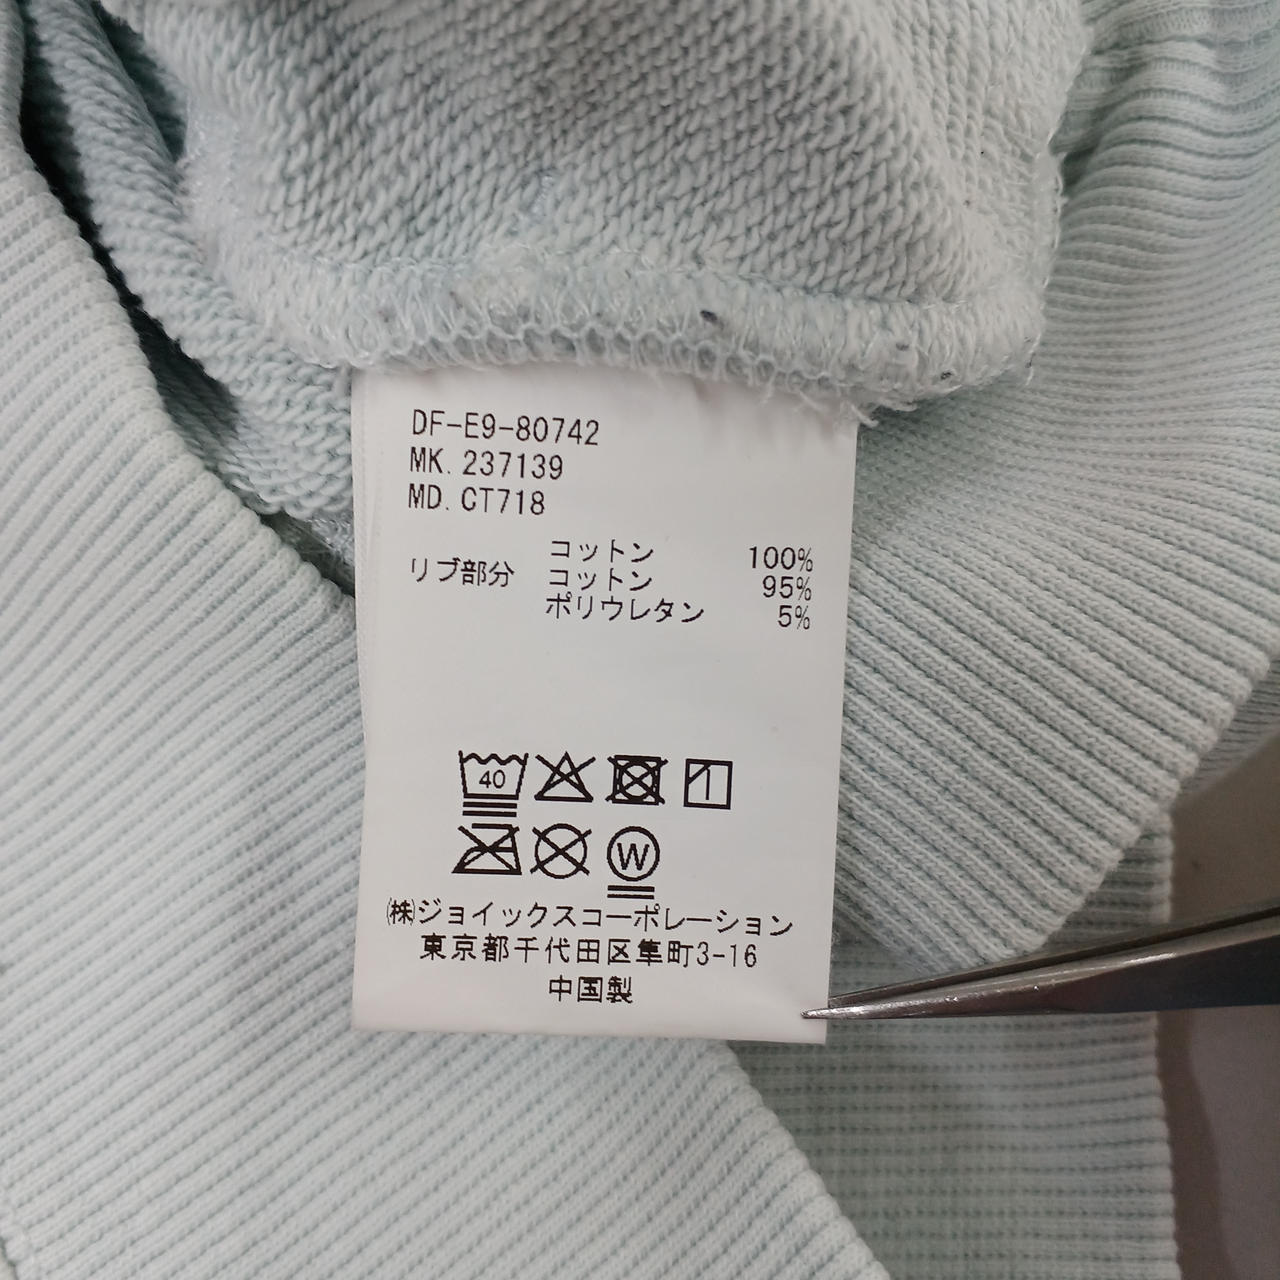 DF-E9-80742
MK. 237139
MD. CT718
コットン 100%
リブ部分 コットン 95%
ポリウレタン 5%
40
W
㈱ジョイックスコーポレーション
東京都千代田区隼町3-16
中国製